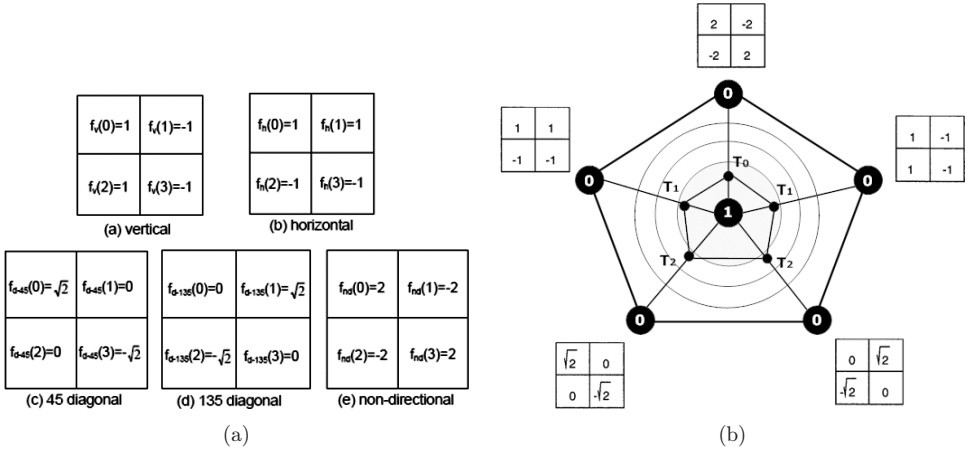 f_v(0)=1 f_v(1)=-1
f_v(2)=1 f_v(3)=-1
(a) vertical
f_h(0)=1 f_h(1)=1
f_h(2)=-1 f_h(3)=-1
(b) horizontal
f_d-45(0)=√2 f_d-45(1)=0
f_d-45(2)=0 f_d-45(3)=-√2
(c) 45 diagonal
f_d-135(0)=0 f_d-135(1)=√2
f_d-135(2)=-√2 f_d-135(3)=0
(d) 135 diagonal
f_nd(0)=2 f_nd(1)=-2
f_nd(2)=-2 f_nd(3)=2
(e) non-directional
(a)
2 -2
-2 2
0
1 1
-1 -1
0
1 -1
1 -1
0
T₀
T₁
T₁
1
T₂
T₂
0
0
√2 0
0 -√2
0 √2
-√2 0
(b)